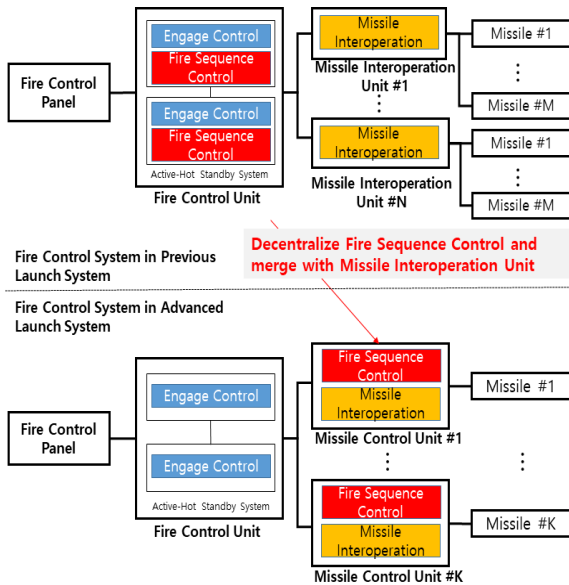 Fire Control
Panel
Engage Control
Fire Sequence
Control
Engage Control
Fire Sequence
Control
Active-Hot Standby System
Fire Control Unit
Missile
Interoperation
Missile Interoperation
Unit #1
⋮
Missile
Interoperation
Missile Interoperation
Unit #N
Missile #1
⋮
Missile #M
Missile #1
⋮
Missile #M
Decentralize Fire Sequence Control and
merge with Missile Interoperation Unit
Fire Control System in Previous
Launch System
Fire Control System in Advanced
Launch System
Fire Control
Panel
Engage Control
Engage Control
Active-Hot Standby System
Fire Control Unit
Fire Sequence
Control
Missile
Interoperation
Missile Control Unit #1
⋮
Fire Sequence
Control
Missile
Interoperation
Missile Control Unit #K
Missile #1
⋮
Missile #K